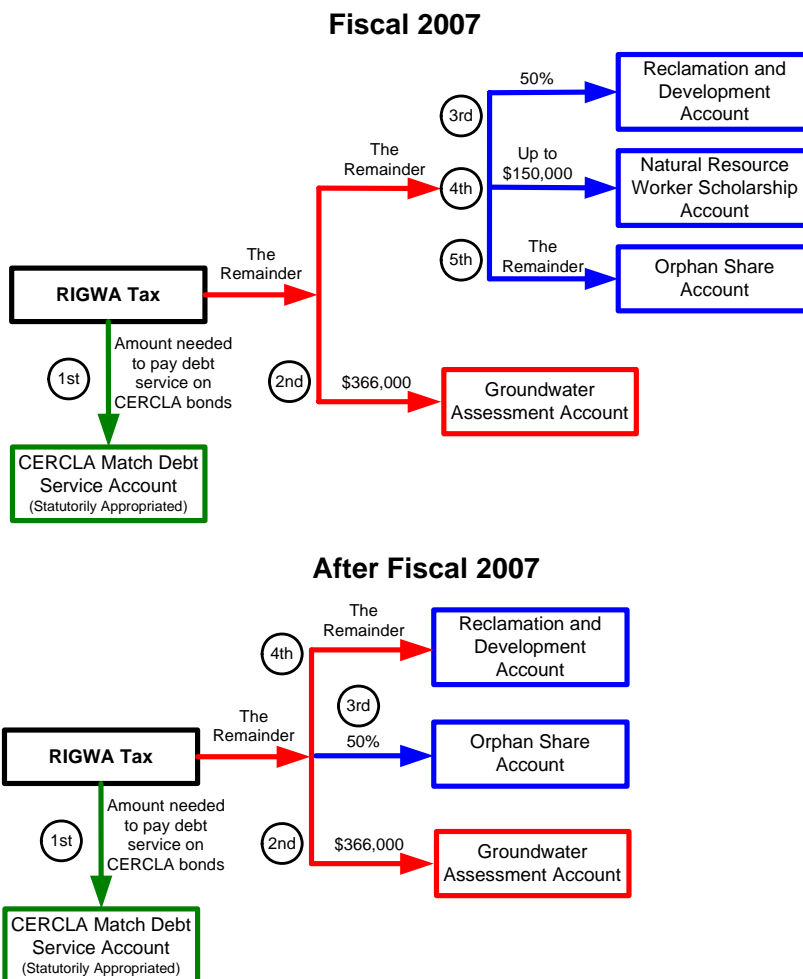 Fiscal 2007
50%
Reclamation and
Development
Account
3rd
The
Remainder
Up to
$150,000
4th
Natural Resource
Worker Scholarship
Account
5th
The
Remainder
Orphan Share
Account
The
Remainder
RIGWA Tax
1st
Amount needed
to pay debt
service on
CERCLA bonds
2nd
$366,000
Groundwater
Assessment Account
CERCLA Match Debt
Service Account
(Statutorily Appropriated)
After Fiscal 2007
The
Remainder
4th
Reclamation and
Development
Account
3rd
50%
Orphan Share
Account
The
Remainder
RIGWA Tax
1st
Amount needed
to pay debt
service on
CERCLA bonds
2nd
$366,000
Groundwater
Assessment Account
CERCLA Match Debt
Service Account
(Statutorily Appropriated)